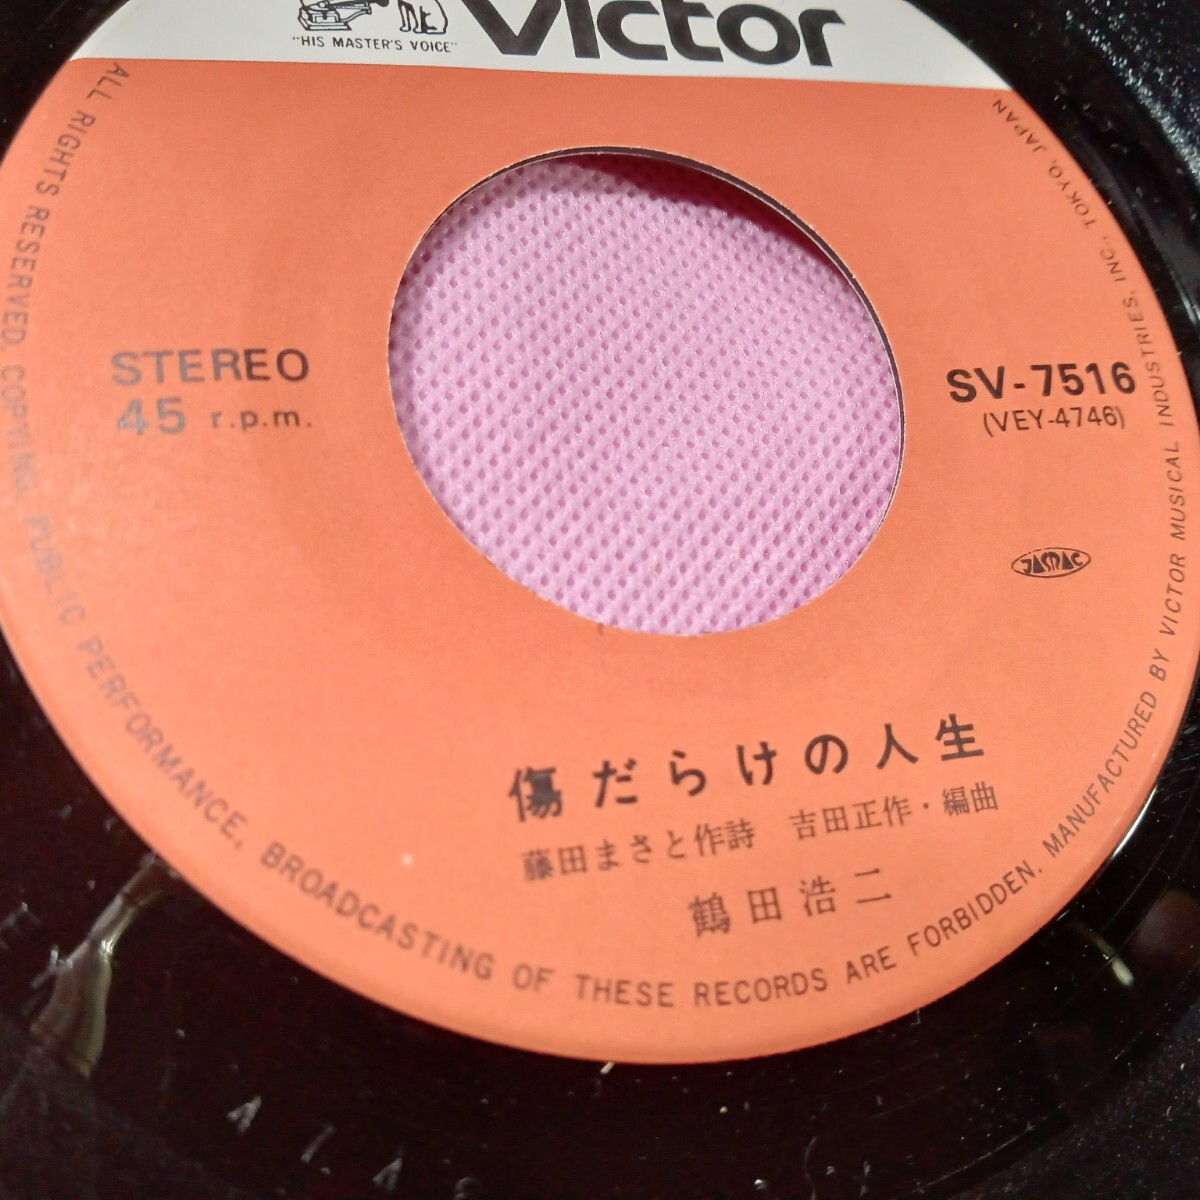 "HIS MASTER'S VOICE"
Victor
STEREO
45 r.p.m.
SV-7516
(VEY-4746)
JASRAC
傷だらけの人生
藤田まさと作詩 吉田正作・編曲
鶴田浩二
ALL RIGHTS RESERVED. COPYING, PUBLIC PERFORMANCE, BROADCASTING OF THESE RECORDS ARE FORBIDDEN. MANUFACTURED BY VICTOR MUSICAL INDUSTRIES, INC., TOKYO, JAPAN.